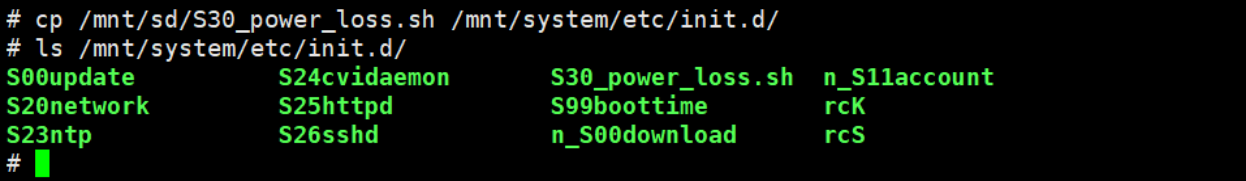 # cp /mnt/sd/S30_power_loss.sh /mnt/system/etc/init.d/
# ls /mnt/system/etc/init.d/
S00update S24cvidaemon S30_power_loss.sh n_S11account
S20network S25httpd S99boottime rcK
S23ntp S26sshd n_S00download rcS
#